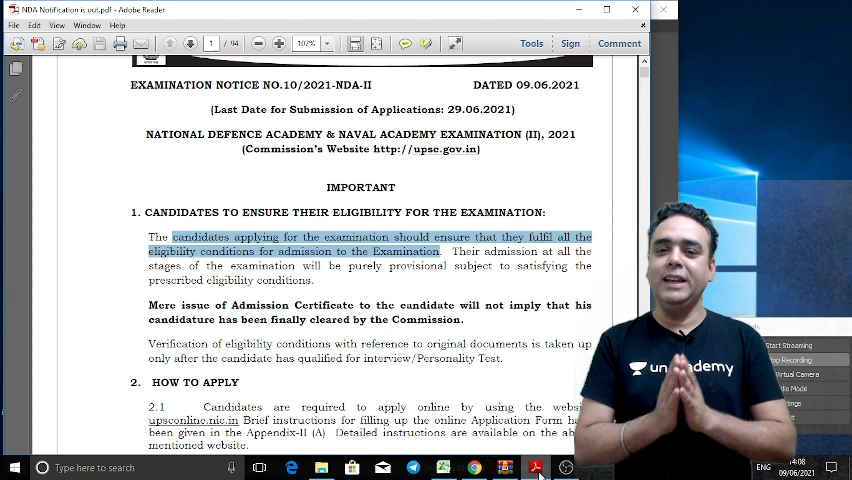 NDA Notification is out.pdf - Adobe Reader
File Edit View Window Help
1 / 94 107% Tools Sign Comment
EXAMINATION NOTICE NO.10/2021-NDA-II DATED 09.06.2021
(Last Date for Submission of Applications: 29.06.2021)
NATIONAL DEFENCE ACADEMY & NAVAL ACADEMY EXAMINATION (II), 2021
(Commission's Website http://upsc.gov.in)
IMPORTANT
1. CANDIDATES TO ENSURE THEIR ELIGIBILITY FOR THE EXAMINATION:
The candidates applying for the examination should ensure that they fulfil all the
eligibility conditions for admission to the Examination. Their admission at all the
stages of the examination will be purely provisional subject to satisfying the
prescribed eligibility conditions.
Mere issue of Admission Certificate to the candidate will not imply that his
candidature has been finally cleared by the Commission.
Verification of eligibility conditions with reference to original documents is taken up
only after the candidate has qualified for interview/Personality Test.
2. HOW TO APPLY
2.1 Candidates are required to apply online by using the
upsconline.nic.in Brief instructions for filling up the online Application Form
been given in the Appendix-II (A) Detailed instructions are available on the
mentioned website.
Start Streaming
Recording
Virtual Camera
Mode
Type here to search
ENG 14:08
09/06/2021